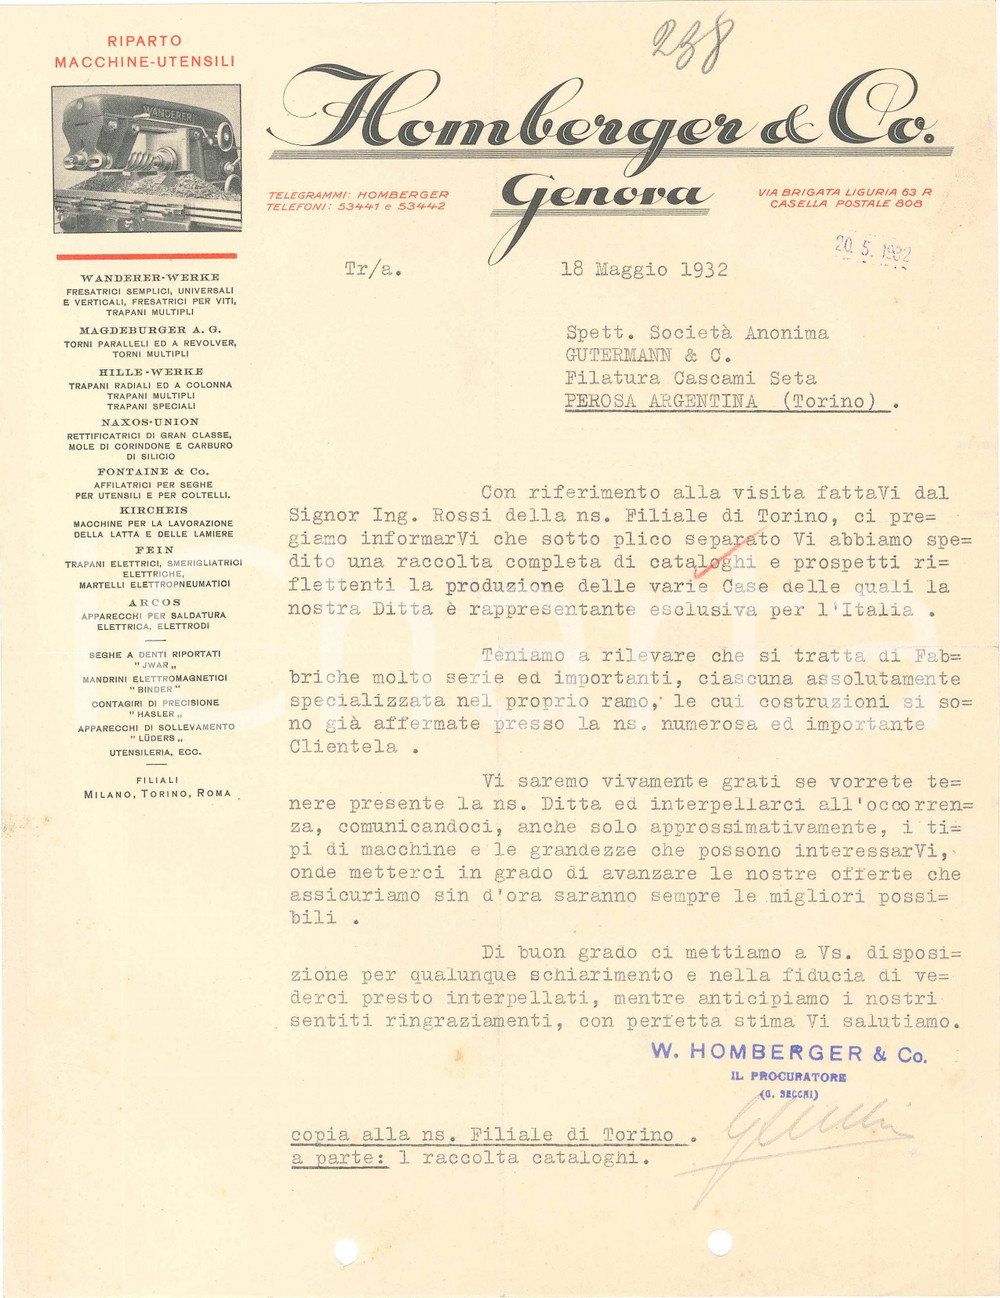 238
RIPARTO
MACCHINE-UTENSILI
WANDERER
Homberger & Co.
Genova
TELEGRAMMI: HOMBERGER
TELEFONI: 53441 e 53442
VIA BRIGATA LIGURIA 63 R
CASELLA POSTALE 808
20. 5. 1932
Tr/a.
18 Maggio 1932
WANDERER-WERKE
FRESATRICI SEMPLICI, UNIVERSALI
E VERTICALI, FRESATRICI PER VITI,
TRAPANI MULTIPLI
MAGDEBURGER A. G.
TORNI PARALLELI ED A REVOLVER,
TORNI MULTIPLI
HILLE-WERKE
TRAPANI RADIALI ED A COLONNA
TRAPANI MULTIPLI
TRAPANI SPECIALI
NAXOS-UNION
RETTIFICATRICI DI GRAN CLASSE,
MOLE DI CORINDONE E CARBURO
DI SILICIO
FONTAINE & Co.
AFFILATRICI PER SEGHE
PER UTENSILI E PER COLTELLI.
KIRCHEIS
MACCHINE PER LA LAVORAZIONE
DELLA LATTA E DELLE LAMIERE
FEIN
TRAPANI ELETTRICI, SMERIGLIATRICI
ELETTRICHE,
MARTELLI ELETTROPNEUMATICI
ARCOS
APPARECCHI PER SALDATURA
ELETTRICA, ELETTRODI
SEGHE A DENTI RIPORTATI
" JWAR „
MANDRINI ELETTROMAGNETICI
" BINDER "
CONTAGIRI DI PRECISIONE
" HASLER „
APPARECCHI DI SOLLEVAMENTO
" LÜDERS „
UTENSILERIA, ECC.
FILIALI
MILANO, TORINO, ROMA
Spett. Società Anonima
GUTERMANN & C.
Filatura Cascami Seta
PEROSA ARGENTINA (Torino) .
Con riferimento alla visita fattaVi dal
Signor Ing. Rossi della ns. Filiale di Torino, ci pre=
giamo informarVi che sotto plico separato Vi abbiamo spe=
dito una raccolta completa di cataloghi e prospetti ri=
flettenti la produzione delle varie Case delle quali la
nostra Ditta è rappresentante esclusiva per l'Italia .
Teniamo a rilevare che si tratta di Fab=
briche molto serie ed importanti, ciascuna assolutamente
specializzata nel proprio ramo, le cui costruzioni si so=
no già affermate presso la ns. numerosa ed importante
Clientela .
Vi saremo vivamente grati se vorrete te=
nere presente la ns. Ditta ed interpellarci all'occorren=
za, comunicandoci, anche solo approssimativamente, i ti=
pi di macchine e le grandezze che possono interessarVi,
onde metterci in grado di avanzare le nostre offerte che
assicuriamo sin d'ora saranno sempre le migliori possi=
bili .
Di buon grado ci mettiamo a Vs. disposi=
zione per qualunque schiarimento e nella fiducia di ve=
derci presto interpellati, mentre anticipiamo i nostri
sentiti ringraziamenti, con perfetta stima Vi salutiamo.
W. HOMBERGER & Co.
IL PROCURATORE
(G. SECCHI)
copia alla ns. Filiale di Torino .
a parte: 1 raccolta cataloghi.